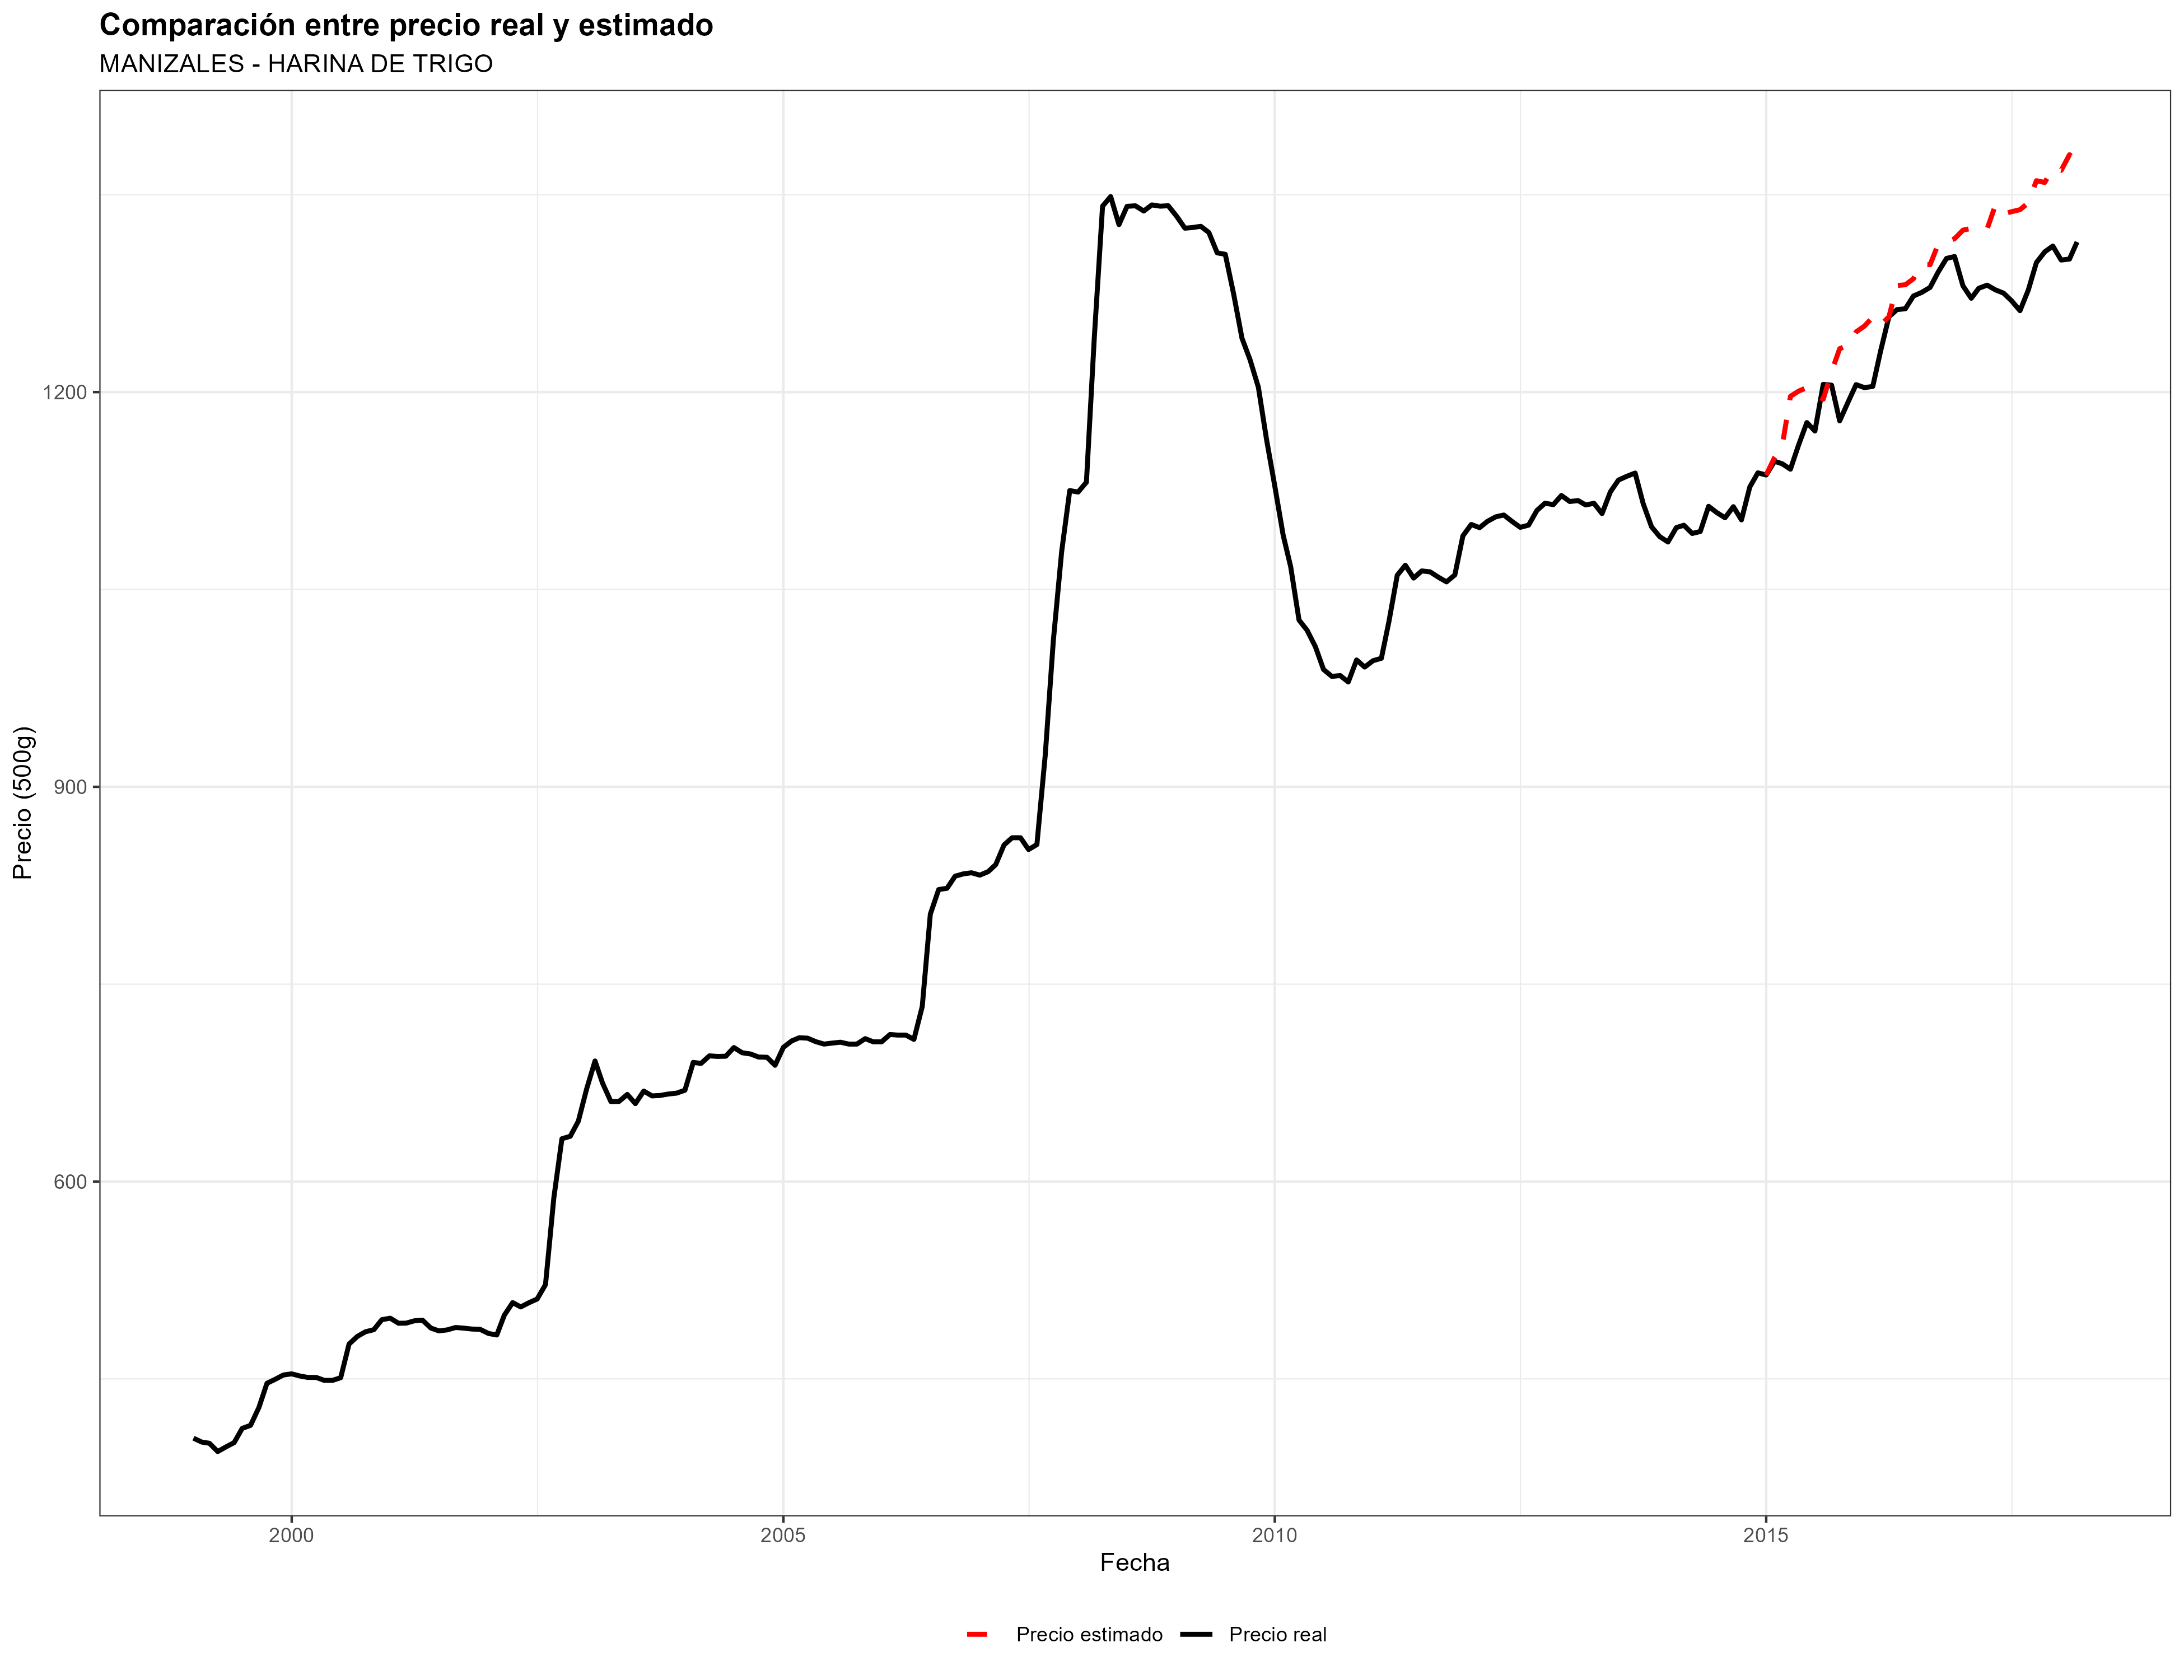 Comparación entre precio real y estimado
MANIZALES - HARINA DE TRIGO
Precio (500g)
1200
900
600
2000 2005 2010 2015
Fecha
Precio estimado Precio real